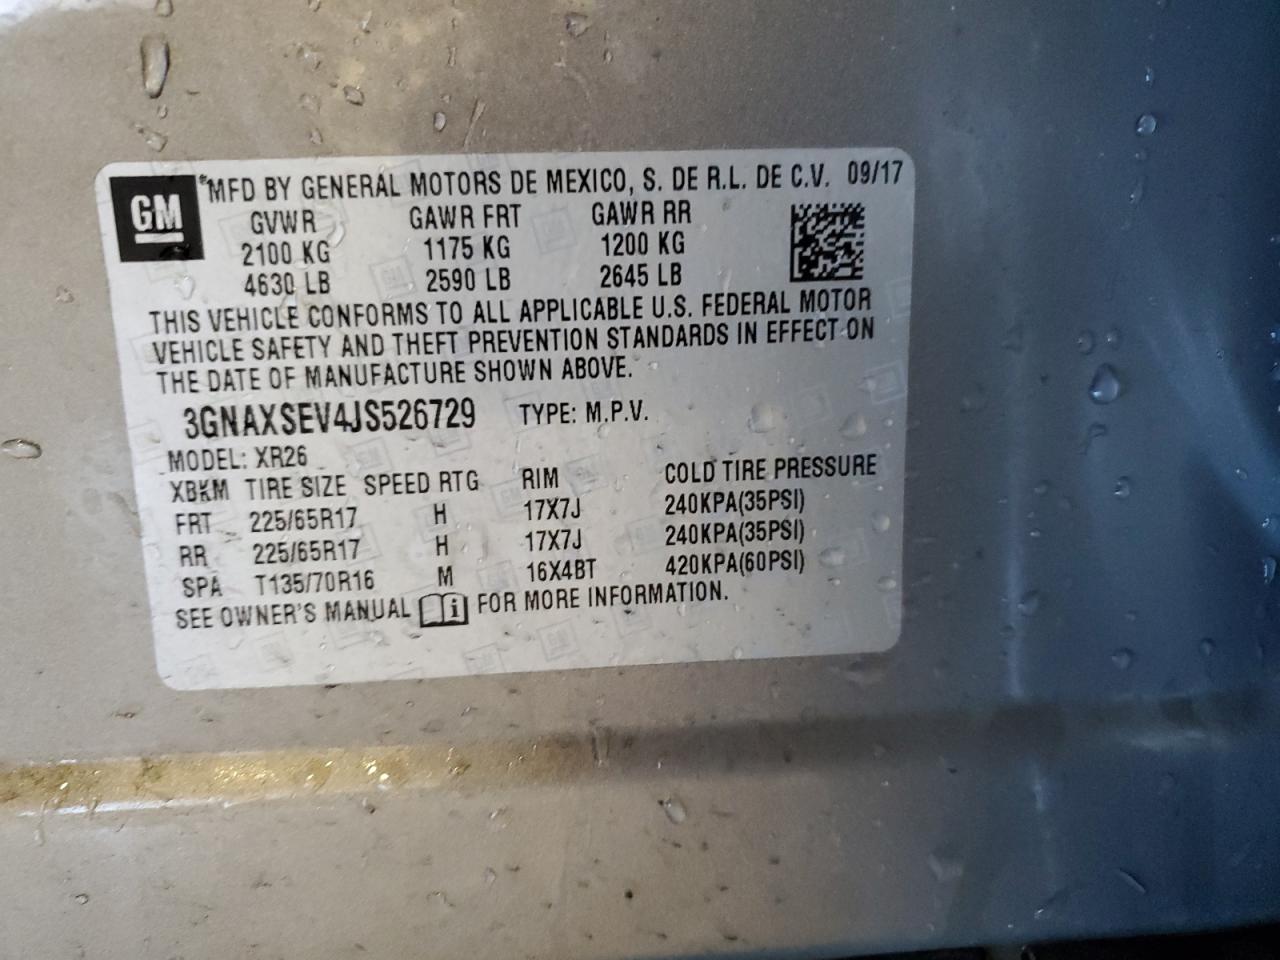 GM ® MFD BY GENERAL MOTORS DE MEXICO, S. DE R.L. DE C.V. 09/17
GVWR GAWR FRT GAWR RR
2100 KG 1175 KG 1200 KG
4630 LB 2590 LB 2645 LB
THIS VEHICLE CONFORMS TO ALL APPLICABLE U.S. FEDERAL MOTOR
VEHICLE SAFETY AND THEFT PREVENTION STANDARDS IN EFFECT ON
THE DATE OF MANUFACTURE SHOWN ABOVE.
3GNAXSEV4JS526729 TYPE: M.P.V.
MODEL: XR26
XBKM TIRE SIZE SPEED RTG RIM COLD TIRE PRESSURE
FRT 225/65R17 H 17X7J 240KPA(35PSI)
RR 225/65R17 H 17X7J 240KPA(35PSI)
SPA T135/70R16 M 16X4BT 420KPA(60PSI)
SEE OWNER'S MANUAL i FOR MORE INFORMATION.